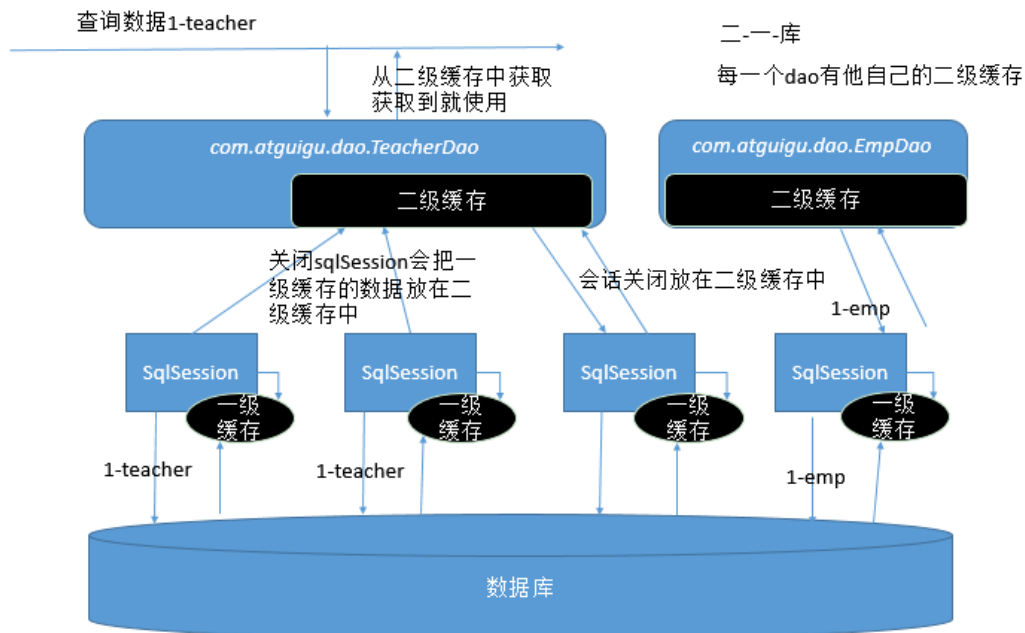 查询数据1-teacher
二-一-库
从二级缓存中获取
获取到就使用
每一个dao有他自己的二级缓存
com.atguigu.dao.TeacherDao
com.atguigu.dao.EmpDao
二级缓存
二级缓存
关闭sqlSession会把一
级缓存的数据放在二
级缓存中
会话关闭放在二级缓存中
1-emp
SqlSession
SqlSession
SqlSession
SqlSession
一级
缓存
一级
缓存
一级
缓存
一级
缓存
1-teacher
1-teacher
1-emp
数据库